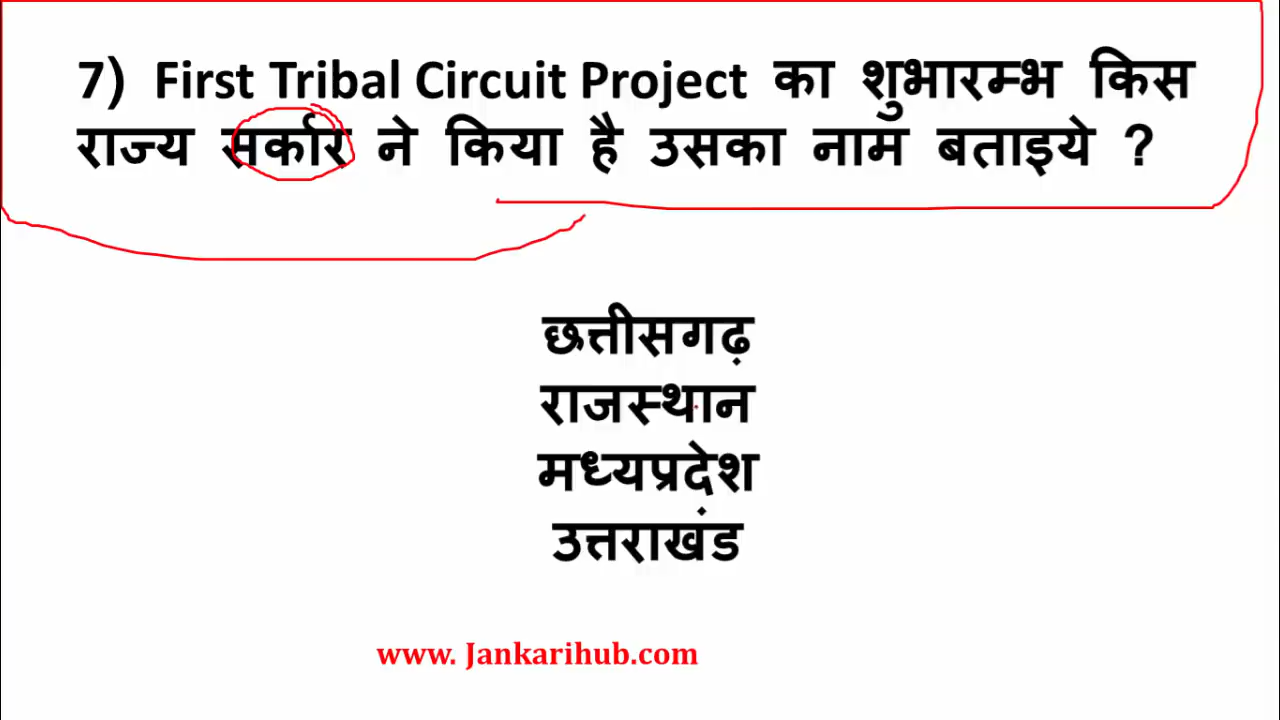 7) First Tribal Circuit Project का शुभारम्भ किस
राज्य सर्कार ने किया है उसका नाम बताइये ?
छत्तीसगढ़
राजस्थान
मध्यप्रदेश
उत्तराखंड
www. Jankarihub.com